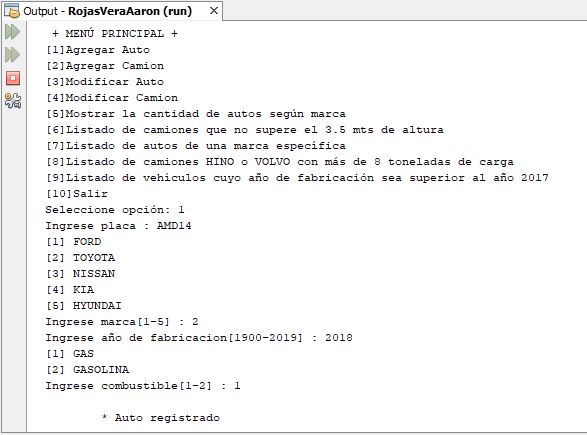 Output - RojasVeraAaron (run) X
+ MENÚ PRINCIPAL +
[1]Agregar Auto
[2]Agregar Camion
[3]Modificar Auto
[4]Modificar Camion
[5]Mostrar la cantidad de autos según marca
[6]Listado de camiones que no supere el 3.5 mts de altura
[7]Listado de autos de una marca específica
[8]Listado de camiones HINO o VOLVO con más de 8 toneladas de carga
[9]Listado de vehículos cuyo año de fabricación sea superior al año 2017
[10]Salir
Seleccione opción: 1
Ingrese placa : AMD14
[1] FORD
[2] TOYOTA
[3] NISSAN
[4] KIA
[5] HYUNDAI
Ingrese marca[1-5] : 2
Ingrese año de fabricacion[1900-2019] : 2018
[1] GAS
[2] GASOLINA
Ingrese combustible[1-2] : 1
* Auto registrado